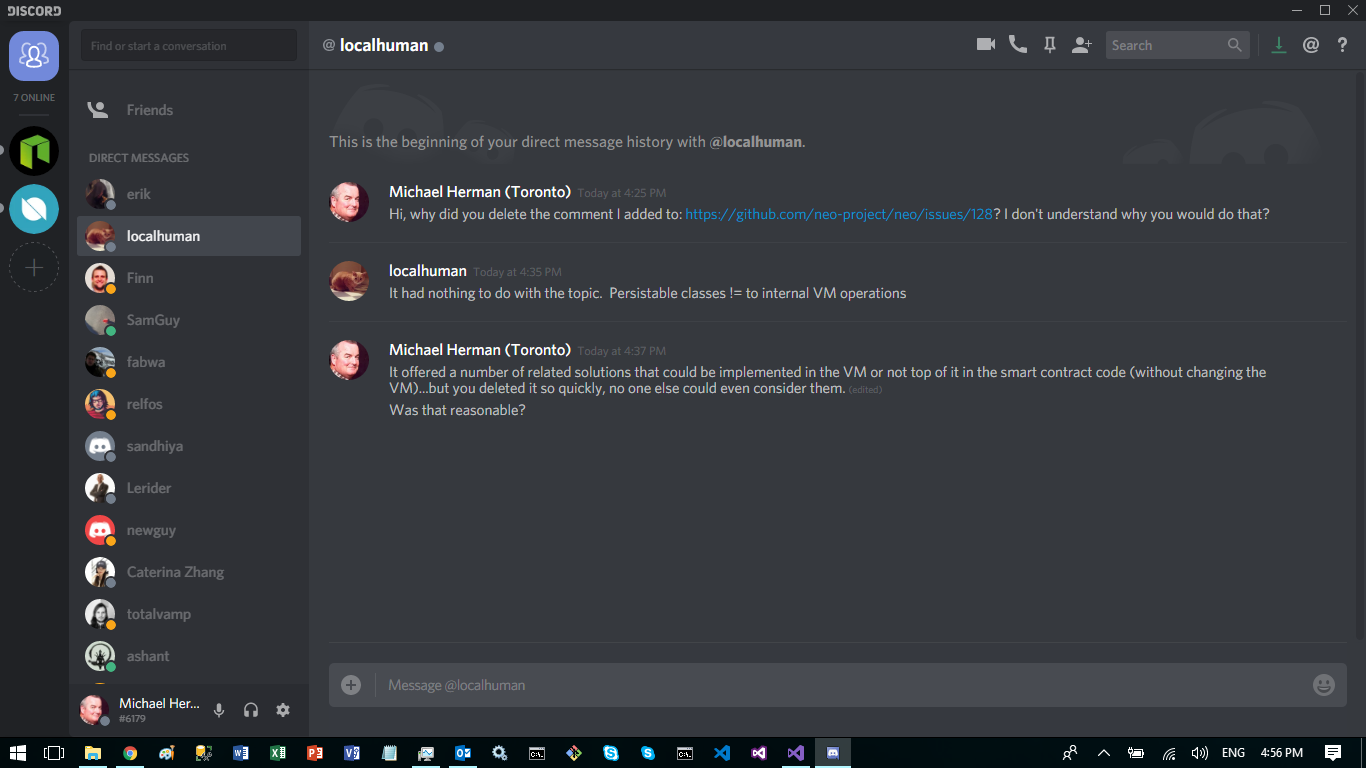 DISCORD
Find or start a conversation
@ localhuman
Search
@
?
7 ONLINE
Friends
DIRECT MESSAGES
erik
localhuman
Finn
SamGuy
fabwa
relfos
sandhiya
Lerider
newguy
Caterina Zhang
totalvamp
ashant
Michael Her...
#6179
This is the beginning of your direct message history with @localhuman.
Michael Herman (Toronto) Today at 4:25 PM
Hi, why did you delete the comment I added to: https://github.com/neo-project/neo/issues/128? I don't understand why you would do that?
localhuman Today at 4:35 PM
It had nothing to do with the topic.  Persistable classes != to internal VM operations
Michael Herman (Toronto) Today at 4:37 PM
It offered a number of related solutions that could be implemented in the VM or not top of it in the smart contract code (without changing the
VM)...but you deleted it so quickly, no one else could even consider them. (edited)
Was that reasonable?
Message @localhuman
ENG
4:56 PM